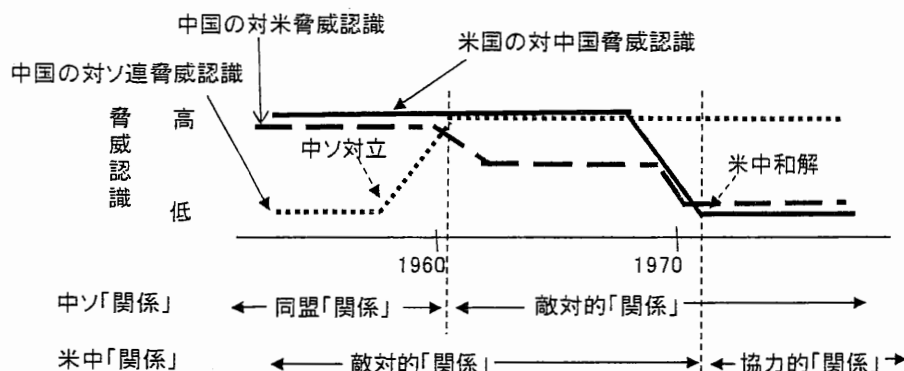 中国の対米脅威認識
米国の対中国脅威認識
中国の対ソ連脅威認識
脅威認識
高
中ソ対立
米中和解
低
1960
1970
中ソ「関係」
同盟「関係」
敵対的「関係」
米中「関係」
敵対的「関係」
協力的「関係」